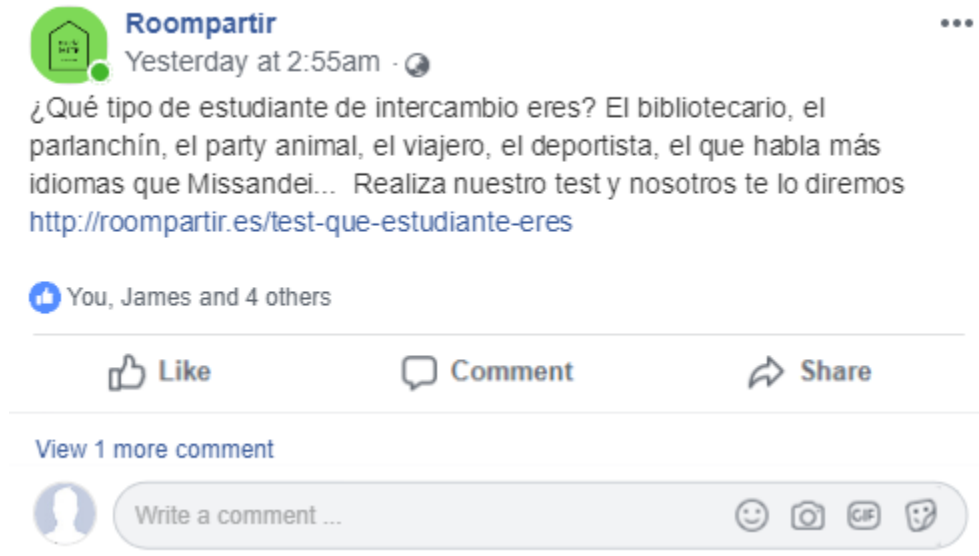 Roompartir
Yesterday at 2:55am ·
¿Qué tipo de estudiante de intercambio eres? El bibliotecario, el
parlanchín, el party animal, el viajero, el deportista, el que habla más
idiomas que Missandei... Realiza nuestro test y nosotros te lo diremos
http://roompartir.es/test-que-estudiante-eres
You, James and 4 others
Like Comment Share
View 1 more comment
Write a comment ...
GIF